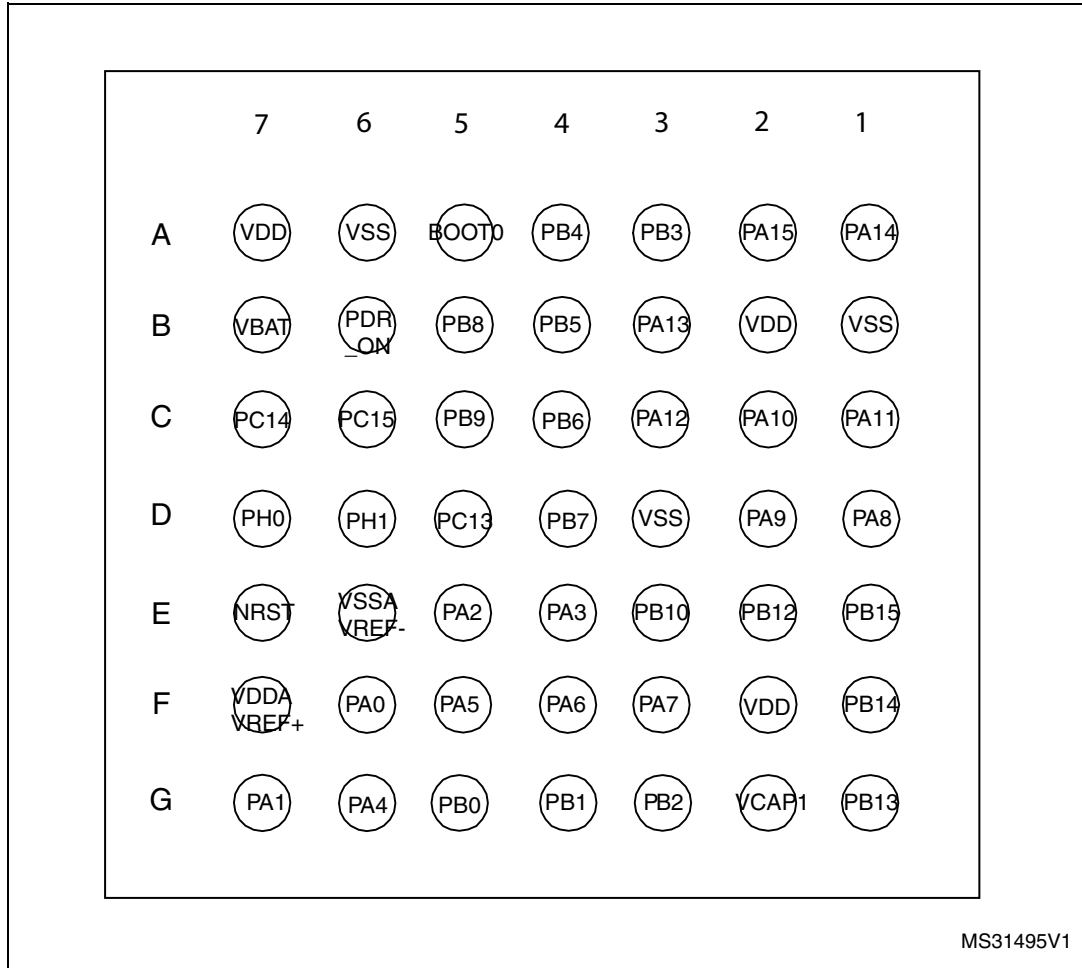 7 6 5 4 3 2 1
A VDD VSS BOOT0 PB4 PB3 PA15 PA14
B VBAT PDR _ON PB8 PB5 PA13 VDD VSS
C PC14 PC15 PB9 PB6 PA12 PA10 PA11
D PH0 PH1 PC13 PB7 VSS PA9 PA8
E NRST VSSA VREF- PA2 PA3 PB10 PB12 PB15
F VDDA VREF+ PA0 PA5 PA6 PA7 VDD PB14
G PA1 PA4 PB0 PB1 PB2 VCAP1 PB13
MS31495V1